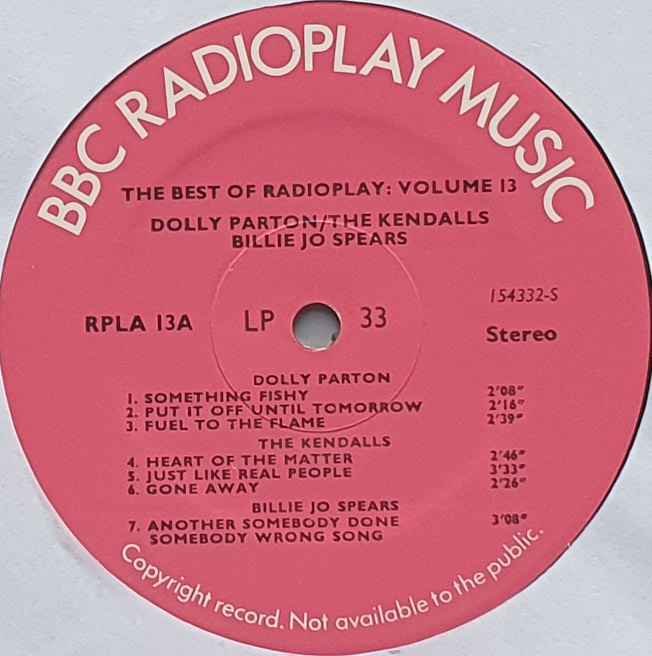 BBC RADIOPLAY MUSIC
THE BEST OF RADIOPLAY: VOLUME 13
DOLLY PARTON/THE KENDALLS
BILLIE JO SPEARS
154332-S
RPLA 13A LP 33 Stereo
DOLLY PARTON
1. SOMETHING FISHY 2'08"
2. PUT IT OFF UNTIL TOMORROW 2'16"
3. FUEL TO THE FLAME 2'39"
THE KENDALLS
4. HEART OF THE MATTER 2'46"
5. JUST LIKE REAL PEOPLE 3'33"
6. GONE AWAY 2'26"
BILLIE JO SPEARS
7. ANOTHER SOMEBODY DONE 3'08"
SOMEBODY WRONG SONG
Copyright record. Not available to the public.